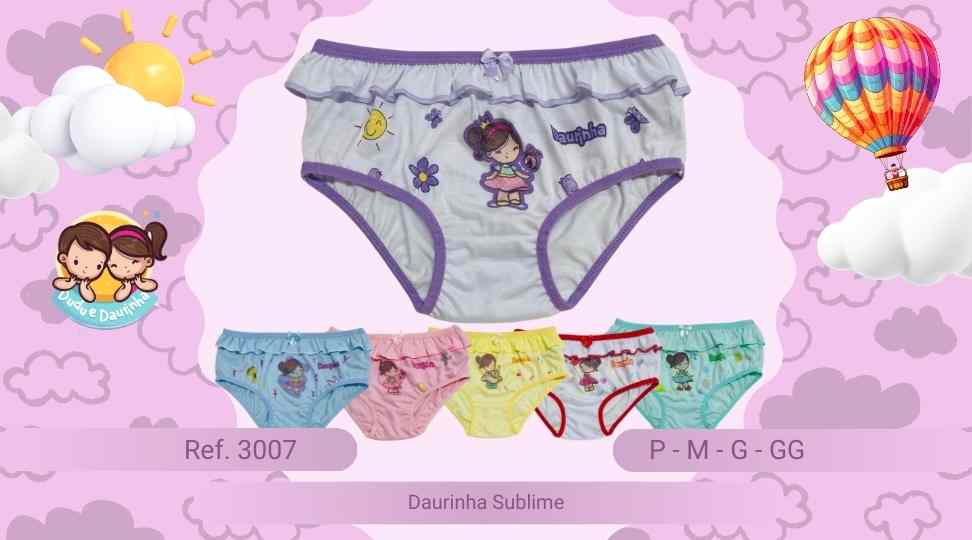 Daurinha
Dudu e Daurinha
Ref. 3007
P - M - G - GG
Daurinha Sublime